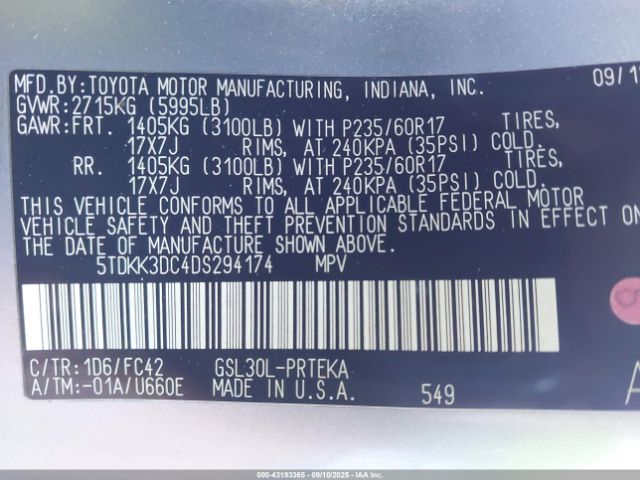 MFD.BY:TOYOTA MOTOR MANUFACTURING, INDIANA, INC. 09/1
GVWR:2715KG (5995LB)
GAWR:FRT. 1405KG (3100LB) WITH P235/60R17 TIRES,
17X7J RIMS, AT 240KPA (35PSI) COLD.
RR. 1405KG (3100LB) WITH P235/60R17 TIRES,
17X7J RIMS, AT 240KPA (35PSI) COLD.
THIS VEHICLE CONFORMS TO ALL APPLICABLE FEDERAL MOTOR
VEHICLE SAFETY AND THEFT PREVENTION STANDARDS IN EFFECT ON
THE DATE OF MANUFACTURE SHOWN ABOVE.
5TDKK3DC4DS294174 MPV
C/TR:1D6/FC42 GSL30L-PRTEKA
A/TM:-01A/U660E MADE IN U.S.A. 549
000-43193365 - 09/10/2025 - IAA Inc.